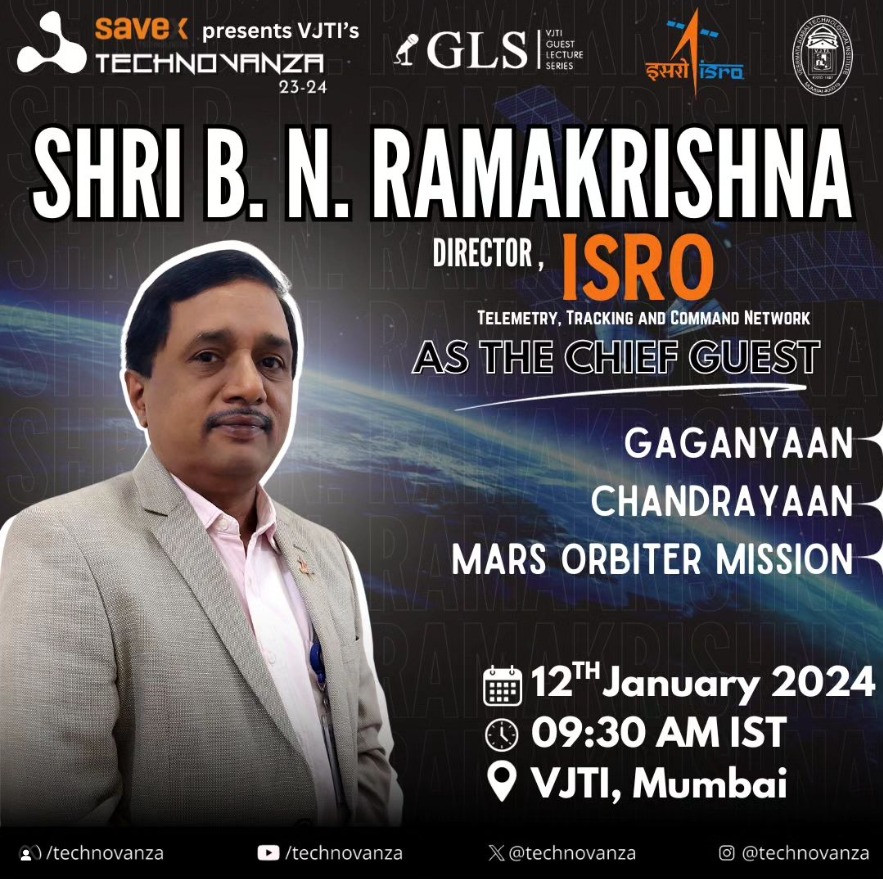 savex presents VJTI's
TECHNOVANZA
23-24
GLS
VJTI
GUEST
LECTURE
SERIES
इसरो isro
SHRI B. N. RAMAKRISHNA
DIRECTOR, ISRO
TELEMETRY, TRACKING AND COMMAND NETWORK
AS THE CHIEF GUEST
GAGANYAAN
CHANDRAYAAN
MARS ORBITER MISSION
12TH January 2024
09:30 AM IST
VJTI, Mumbai
/technovanza
/technovanza
@technovanza
@technovanza